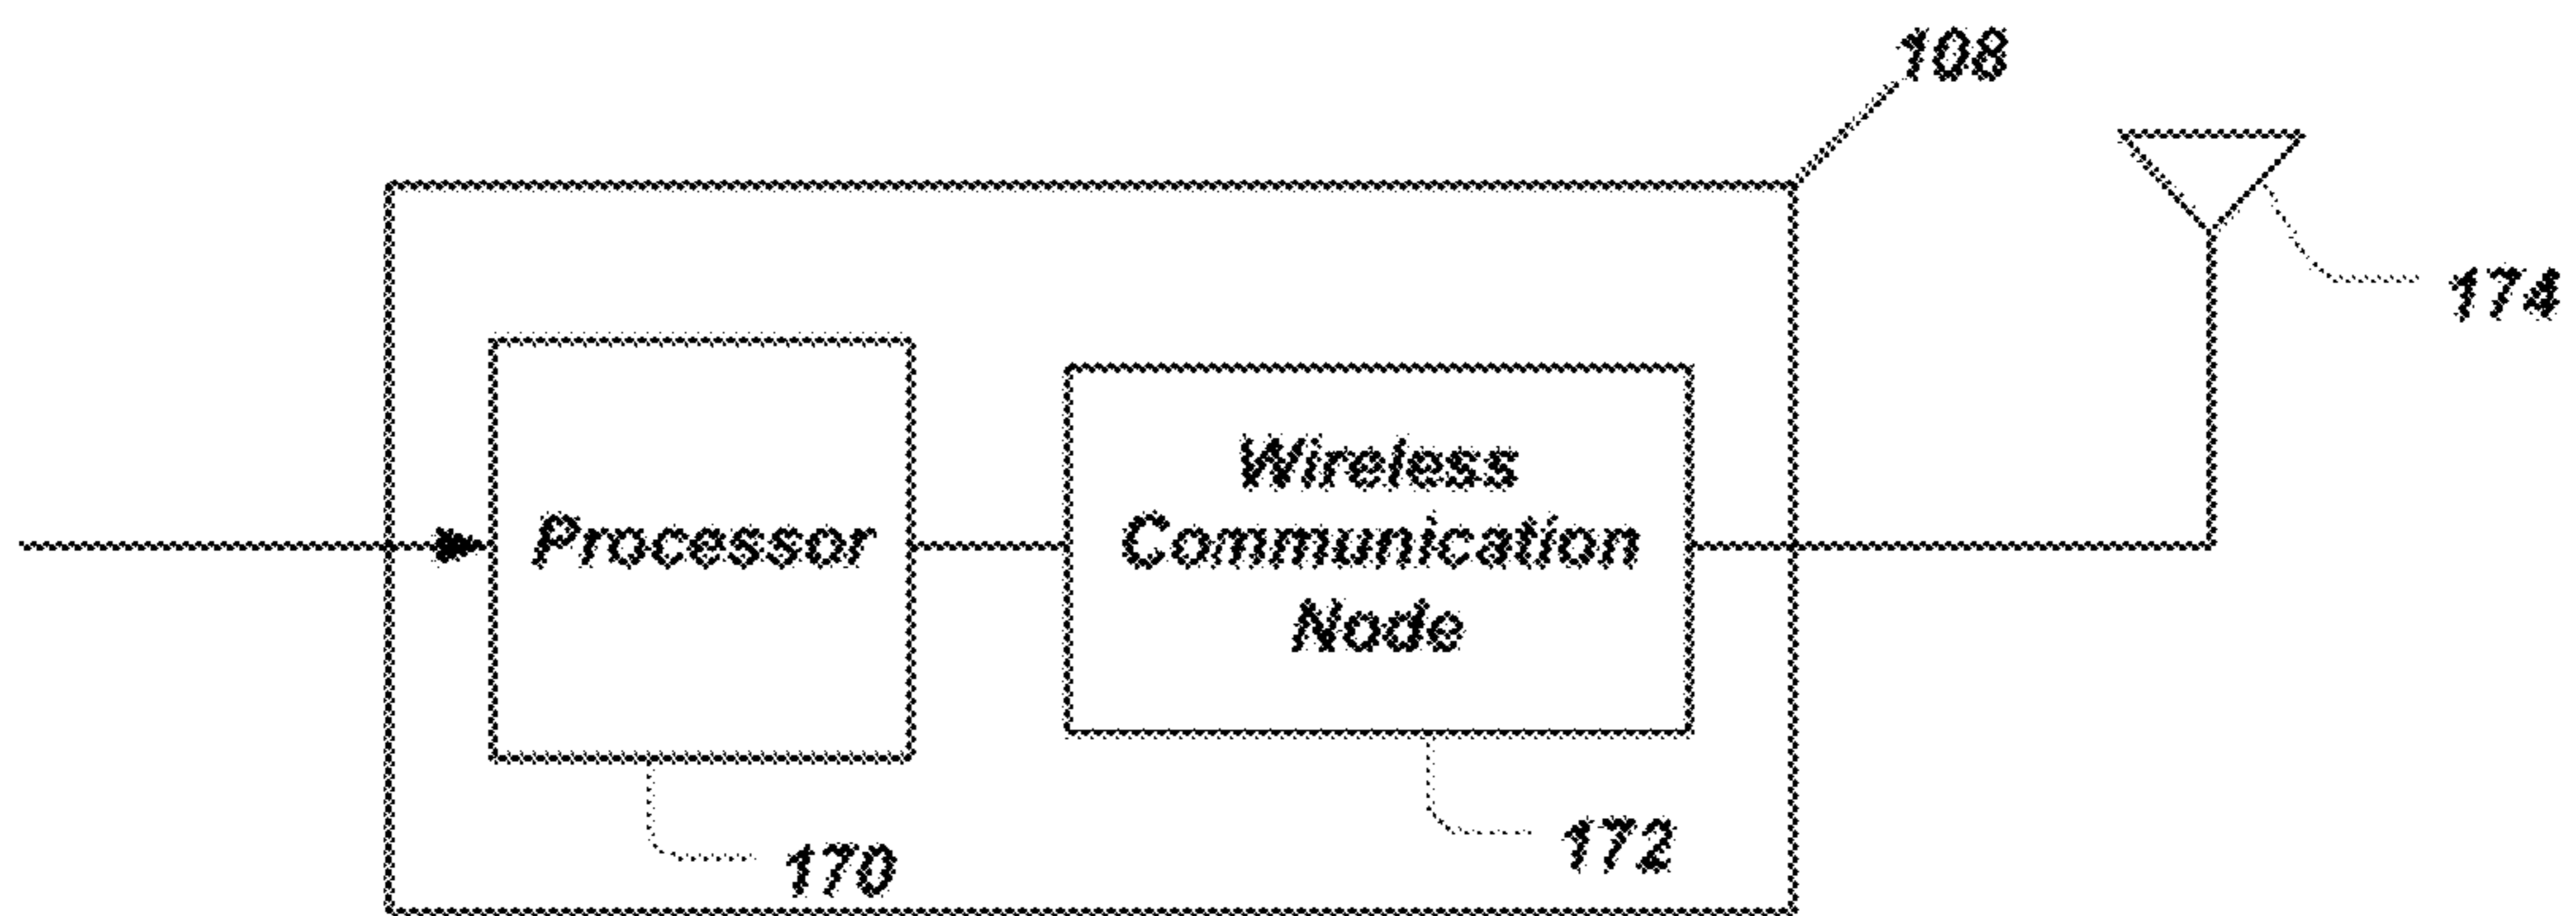 108
174
Processor
Wireless
Communication
Node
170
172